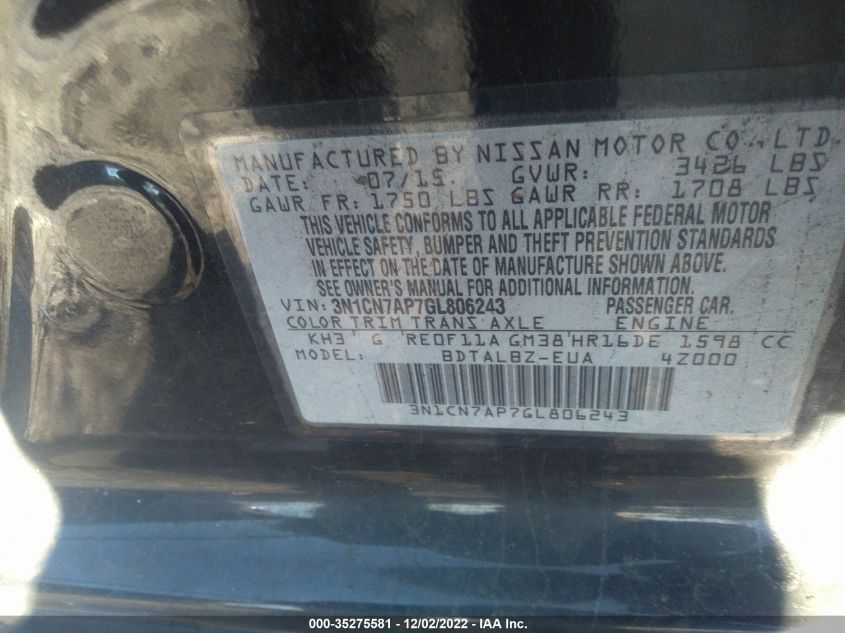 MANUFACTURED BY NISSAN MOTOR CO., LTD.
DATE: 07/15. GVWR: 3426 LBS
GAWR FR: 1750 LBS GAWR RR: 1708 LBS
THIS VEHICLE CONFORMS TO ALL APPLICABLE FEDERAL MOTOR
VEHICLE SAFETY, BUMPER AND THEFT PREVENTION STANDARDS
IN EFFECT ON THE DATE OF MANUFACTURE SHOWN ABOVE.
SEE OWNER'S MANUAL FOR ADDITIONAL INFORMATION.
VIN: 3N1CN7AP7GL806243 PASSENGER CAR.
COLOR TRIM TRANS AXLE ENGINE
KH3 G RE0F11A GM38 HR16DE 1598 CC
MODEL: BDTALBZ-EUA 4Z000
3N1CN7AP7GL806243
000-35275581 - 12/02/2022 - IAA Inc.